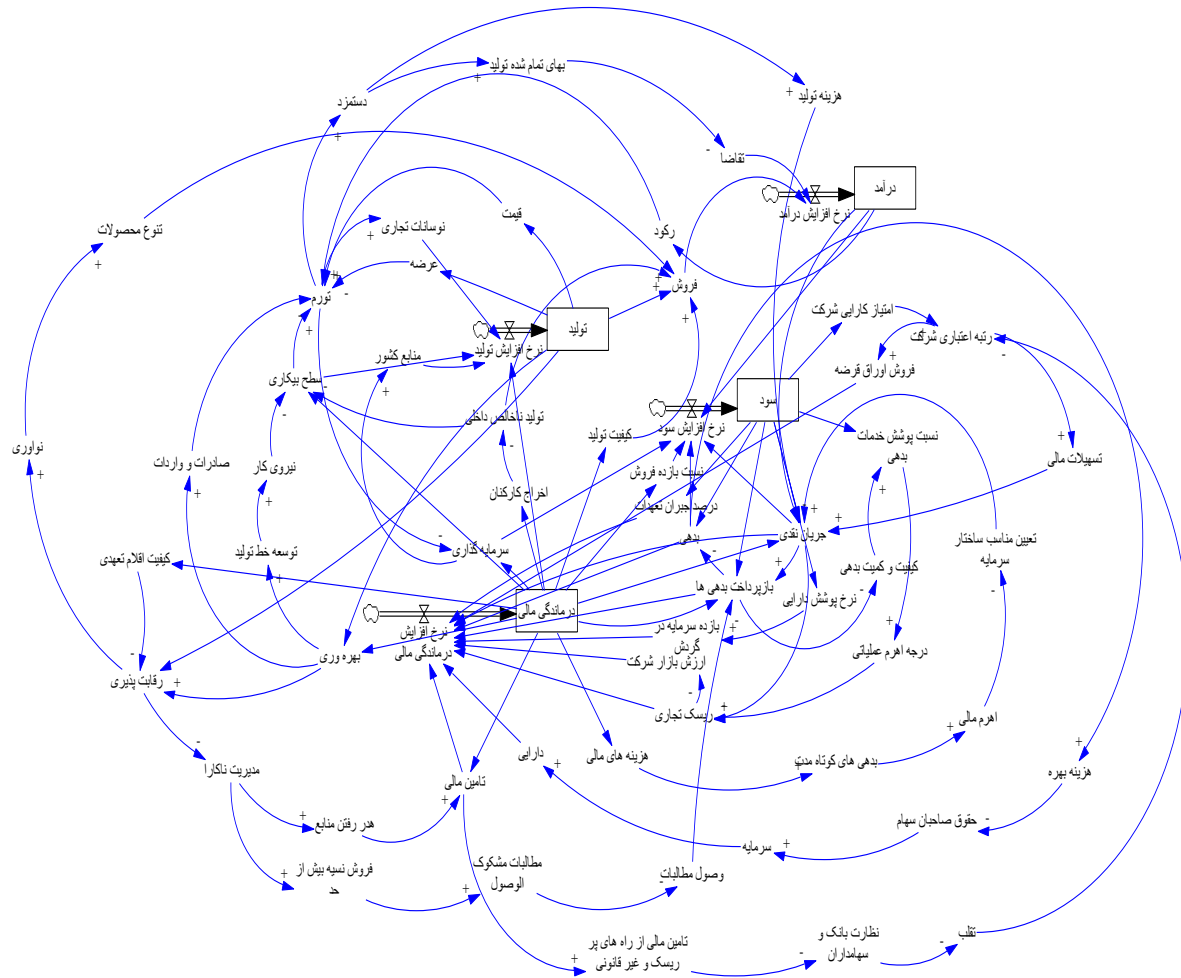 بهای تمام شده تولید
هزینه تولید
دستمزد
تقاضا
درآمد
نرخ افزایش درآمد
قیمت
تنوع محصولات
نوسانات تجاری
رکود
عرضه
فروش
تورم
امتیاز کارایی شرکت
تولید
رتبه اعتباری شرکت
نرخ افزایش تولید
منابع کشور
فروش اوراق قرضه
سطح بیکاری
سود
تولید ناخالص داخلی
نرخ افزایش سود
کیفیت تولید
نسبت پوشش خدمات
بدهی
نوآوری
تسهیلات مالی
صادرات و واردات
نیروی کار
نسبت بازده فروش
اخراج کارکنان
درصد جبران تعهدات
بدهی
جریان نقدی
تعیین مناسب ساختار
سرمایه
توسعه خط تولید
سرمایه گذاری
کیفیت اقلام تعهدی
کیفیت و کمیت بدهی
بازپرداخت بدهی ها
نرخ پوشش دارایی
درماندگی مالی
نرخ افزایش
درماندگی مالی
بازده سرمایه در
گردش
بهره وری
ارزش بازار شرکت
درجه اهرم عملیاتی
رقابت پذیری
ریسک تجاری
اهرم مالی
دارایی
هزینه های مالی
بدهی های کوتاه مدت
مدیریت ناکارا
تامین مالی
هزینه بهره
هدر رفتن منابع
حقوق صاحبان سهام
سرمایه
فروش نسیه بیش از
حد
مطالبات مشکوک
الوصول
وصول مطالبات
تامین مالی از راه های پر
ریسک و غیر قانونی
نظارت بانک و
سهامداران
تقلب